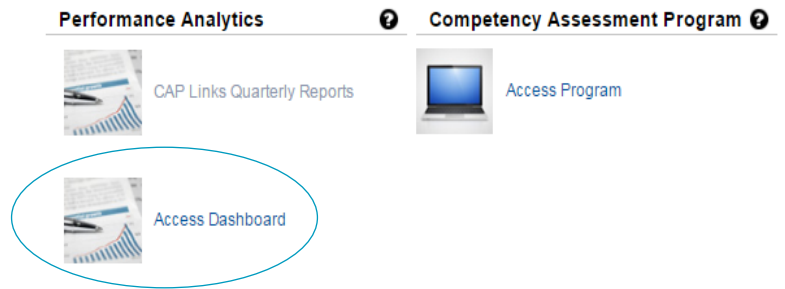 Performance Analytics
Competency Assessment Program
CAP Links Quarterly Reports
Access Program
Access Dashboard